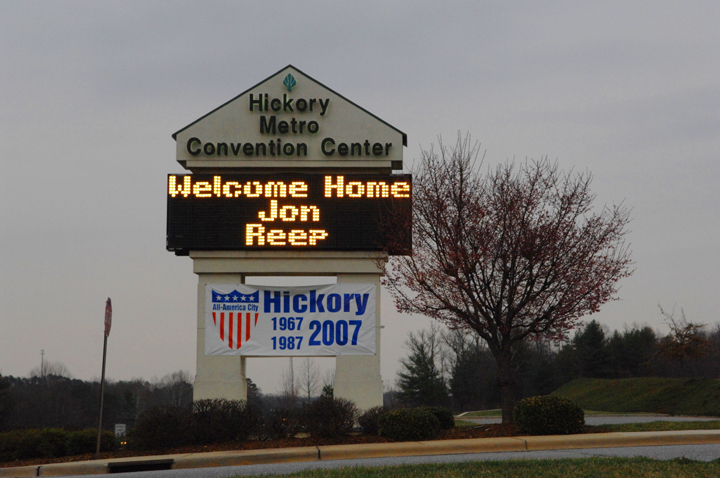 Hickory
Metro
Convention Center
Welcome Home
Jon
Reep
All-America City
Hickory
1967
1987
2007